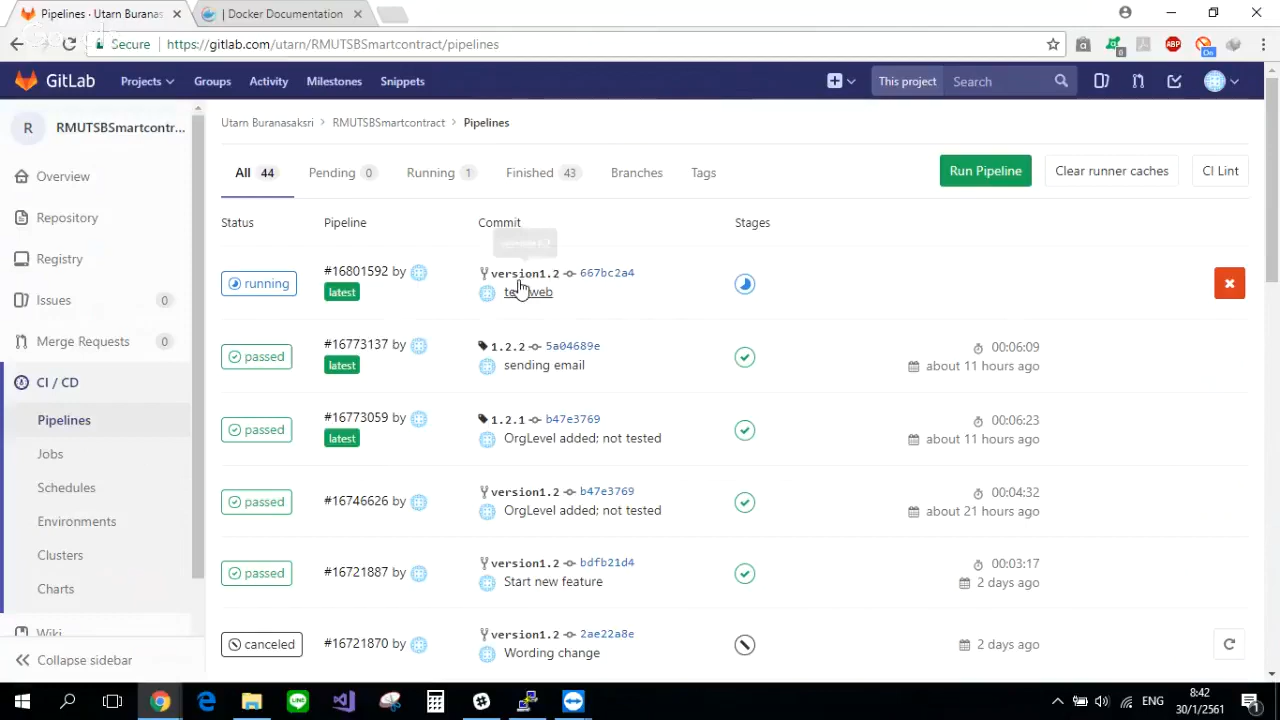 Pipelines - Utarn Buranas
| Docker Documentation
Secure
https://gitlab.com/utarn/RMUTSBSmartcontract/pipelines
ABP
0
On
GitLab
Projects
Groups
Activity
Milestones
Snippets
This project
Search
R
RMUTSBSmartcontr...
Overview
Repository
Registry
Issues
0
Merge Requests
0
CI / CD
Pipelines
Jobs
Schedules
Environments
Clusters
Charts
Wiki
Collapse sidebar
Utarn Buranasaksri > RMUTSBSmartcontract > Pipelines
All 44
Pending 0
Running 1
Finished 43
Branches
Tags
Run Pipeline
Clear runner caches
CI Lint
Status
Pipeline
Commit
Stages
running
#16801592 by
latest
version1.2
667bc2a4
web
passed
#16773137 by
latest
1.2.2
5a04689e
sending email
00:06:09
about 11 hours ago
passed
#16773059 by
latest
1.2.1
b47e3769
OrgLevel added; not tested
00:06:23
about 11 hours ago
passed
#16746626 by
version1.2
b47e3769
OrgLevel added; not tested
00:04:32
about 21 hours ago
passed
#16721887 by
version1.2
bdfb21d4
Start new feature
00:03:17
2 days ago
canceled
#16721870 by
version1.2
2ae22a8e
Wording change
2 days ago
ENG
8:42
30/1/2561
1